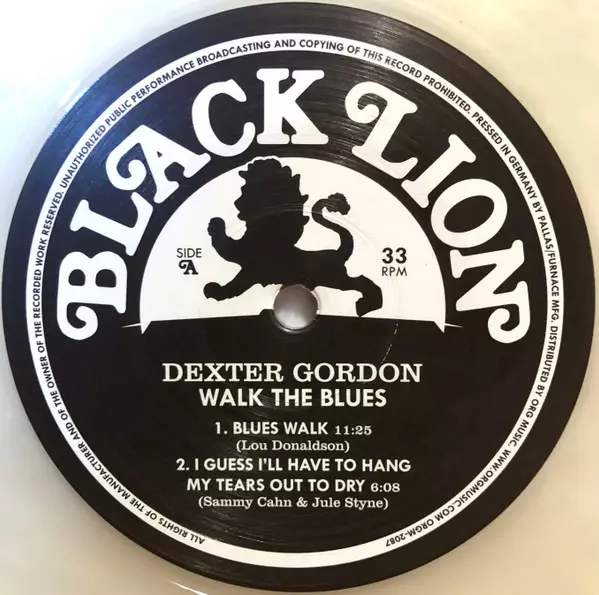 ALL RIGHTS OF THE MANUFACTURER AND OF THE OWNER OF THE RECORDED WORK RESERVED. UNAUTHORIZED PUBLIC PERFORMANCE BROADCASTING AND COPYING OF THIS RECORD PROHIBITED. PRESSED IN GERMANY BY PALLAS/FURNACE MFG. DISTRIBUTED BY ORG MUSIC. WWW.ORGMUSIC.COM ORGM-2087
BLACK LION
SIDE
A
33
RPM
DEXTER GORDON
WALK THE BLUES
1. BLUES WALK 11:25
(Lou Donaldson)
2. I GUESS I'LL HAVE TO HANG
MY TEARS OUT TO DRY 6:08
(Sammy Cahn & Jule Styne)